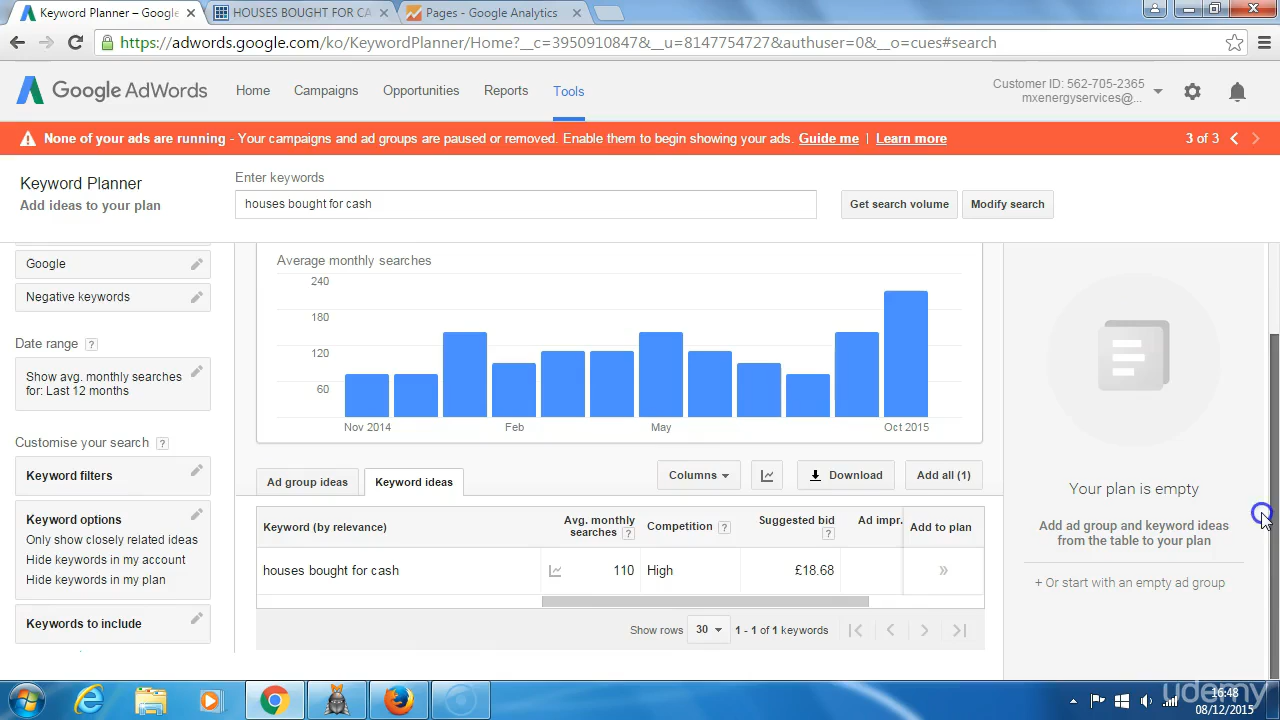 Keyword Planner – Goog
HOUSES BOUGHT FOR CA
Pages - Google Analytics
https://adwords.google.com/ko/KeywordPlanner/Home?__c=3950910847&__u=8147754727&authuser=0&__o=cues#search
Google AdWords
Home
Campaigns
Opportunities
Reports
Tools
Customer ID: 562-705-2365
mxenergyservices@...
None of your ads are running - Your campaigns and ad groups are paused or removed. Enable them to begin showing your ads. Guide me | Learn more
3 of 3
Keyword Planner
Add ideas to your plan
Enter keywords
houses bought for cash
Get search volume
Modify search
Google
Negative keywords
Date range ?
Show avg. monthly searches
for: Last 12 months
Customise your search ?
Keyword filters
Keyword options
Only show closely related ideas
Hide keywords in my account
Hide keywords in my plan
Keywords to include
Average monthly searches
240
180
120
60
Nov 2014
Feb
May
Oct 2015
Ad group ideas
Keyword ideas
Columns
Download
Add all (1)
Keyword (by relevance)
Avg. monthly
searches ?
Competition ?
Suggested bid
?
Ad impr.
Add to plan
houses bought for cash
110
High
£18.68
»
Show rows
30
1 - 1 of 1 keywords
Your plan is empty
Add ad group and keyword ideas
from the table to your plan
+ Or start with an empty ad group
udemy
16:48
08/12/2015